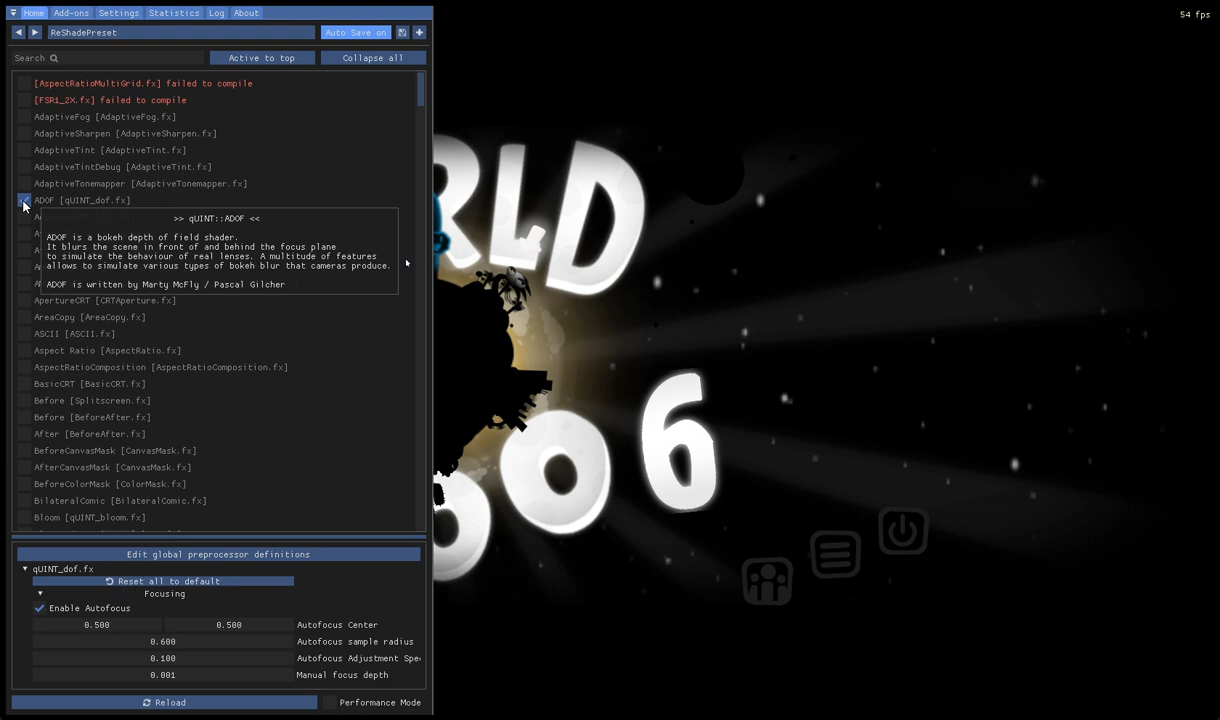 54 fps
Home Add-ons Settings Statistics Log About
ReShadePreset Auto Save on
Search Active to top Collapse all
[AspectRatioMultiGrid.fx] failed to compile
[FSR1_2X.fx] failed to compile
AdaptiveFog [AdaptiveFog.fx]
AdaptiveSharpen [AdaptiveSharpen.fx]
AdaptiveTint [AdaptiveTint.fx]
AdaptiveTintDebug [AdaptiveTint.fx]
AdaptiveTonemapper [AdaptiveTonemapper.fx]
ADOF [qUINT_dof.fx]
>> qUINT::ADOF <<
ADOF is a bokeh depth of field shader.
It blurs the scene in front of and behind the focus plane
to simulate the behaviour of real lenses. A multitude of features
allows to simulate various types of bokeh blur that cameras produce.
ADOF is written by Marty McFly / Pascal Gilcher
ApertureCRT [CRTAperture.fx]
AreaCopy [AreaCopy.fx]
ASCII [ASCII.fx]
Aspect Ratio [AspectRatio.fx]
AspectRatioComposition [AspectRatioComposition.fx]
BasicCRT [BasicCRT.fx]
Before [Splitscreen.fx]
Before [BeforeAfter.fx]
After [BeforeAfter.fx]
BeforeCanvasMask [CanvasMask.fx]
AfterCanvasMask [CanvasMask.fx]
BeforeColorMask [ColorMask.fx]
BilateralComic [BilateralComic.fx]
Bloom [qUINT_bloom.fx]
Edit global preprocessor definitions
qUINT_dof.fx
Reset all to default
Focusing
Enable Autofocus
0.500 0.500 Autofocus Center
0.600 Autofocus sample radius
0.100 Autofocus Adjustment Spe
0.001 Manual focus depth
Reload Performance Mode
RLD
6